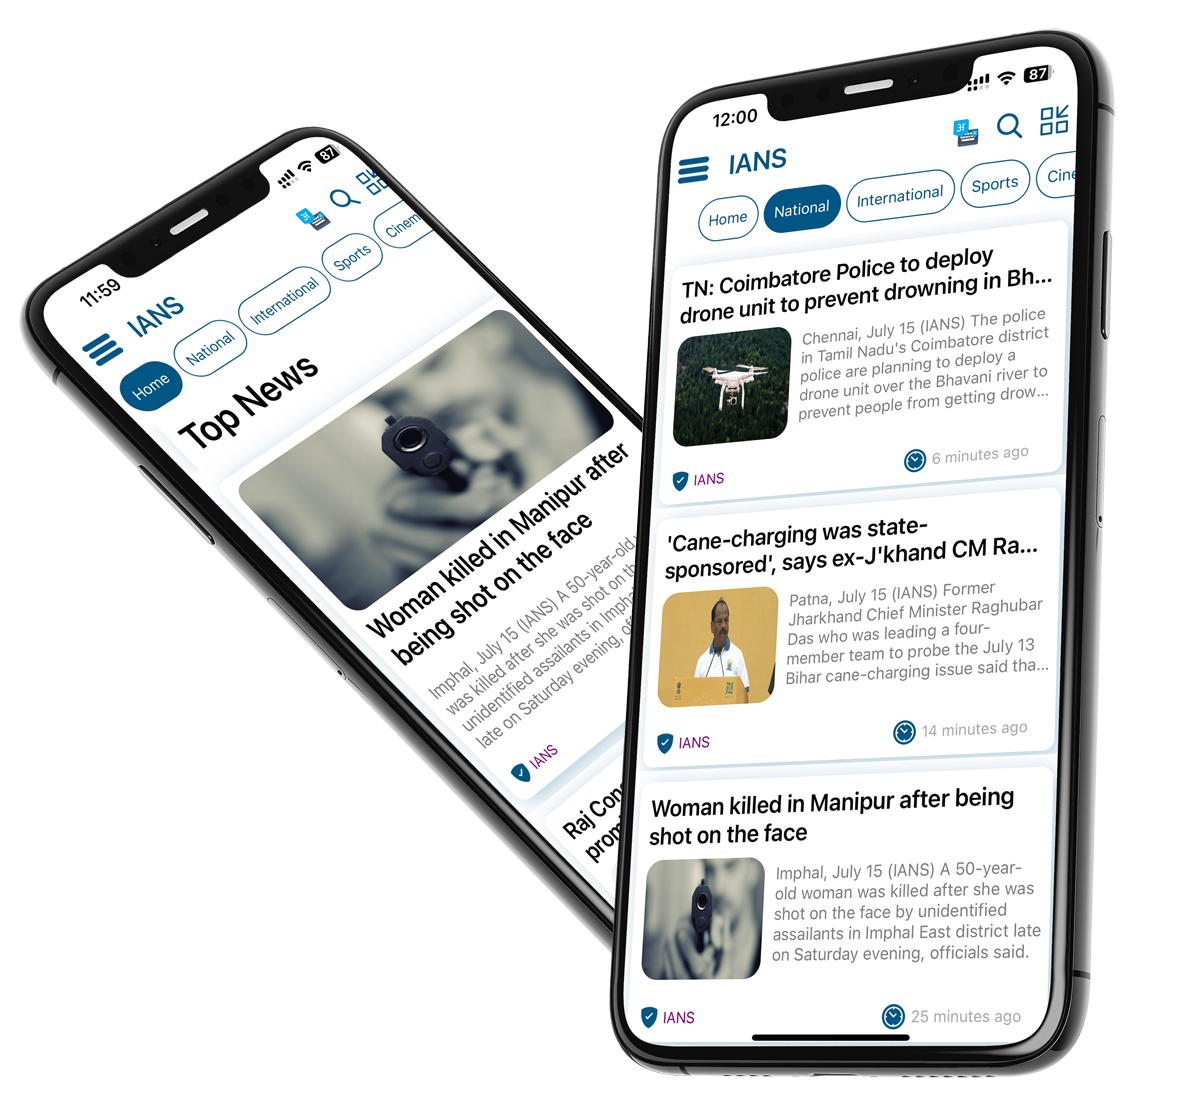 11:59
87
IANS
Home
National
International
Sports
Cinem
Top News
Woman killed in Manipur after
being shot on the face
Imphal, July 15 (IANS) A 50-year-old
was killed after she was shot on th
unidentified assailants in Impha
late on Saturday evening, of
IANS
Raj Con
prom
12:00
87
अ
IANS
Home
National
International
Sports
Cine
TN: Coimbatore Police to deploy
drone unit to prevent drowning in Bh...
Chennai, July 15 (IANS) The police
in Tamil Nadu's Coimbatore district
police are planning to deploy a
drone unit over the Bhavani river to
prevent people from getting drow...
IANS
6 minutes ago
'Cane-charging was state-
sponsored', says ex-J'khand CM Ra...
Patna, July 15 (IANS) Former
Jharkhand Chief Minister Raghubar
Das who was leading a four-
member team to probe the July 13
Bihar cane-charging issue said tha...
IANS
14 minutes ago
Woman killed in Manipur after being
shot on the face
Imphal, July 15 (IANS) A 50-year-
old woman was killed after she was
shot on the face by unidentified
assailants in Imphal East district late
on Saturday evening, officials said.
IANS
25 minutes ago